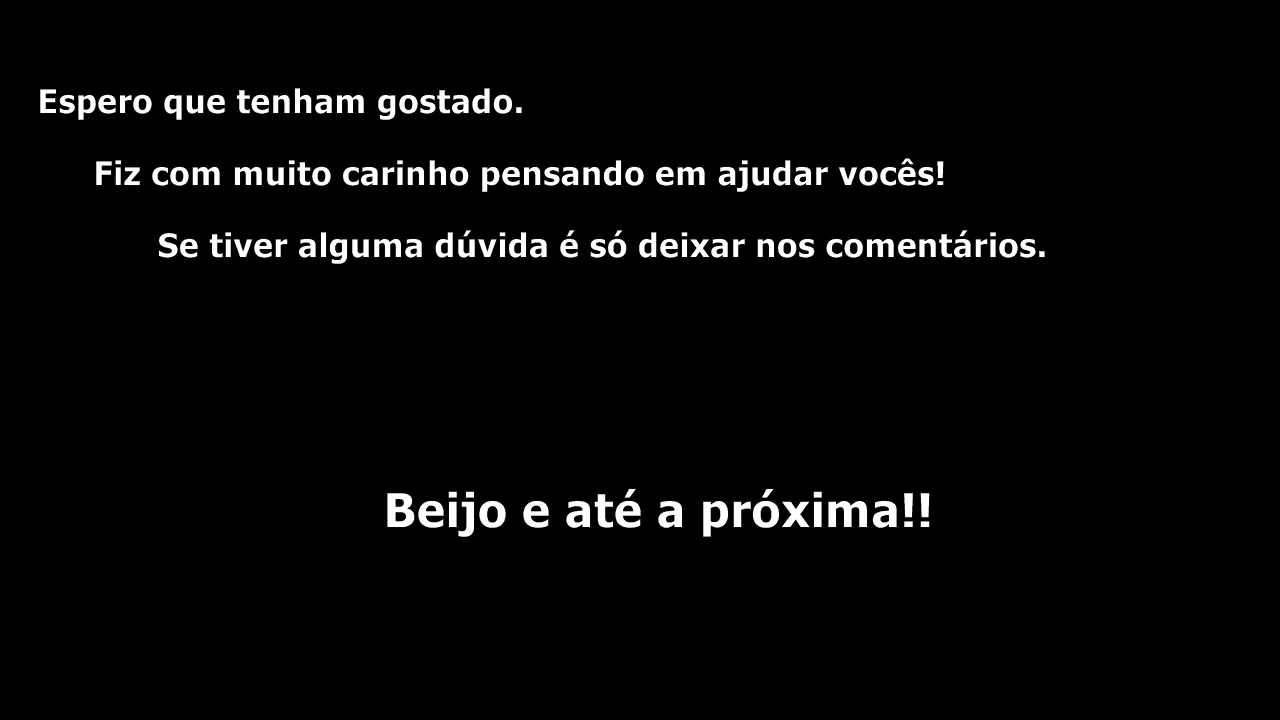 Espero que tenham gostado.
Fiz com muito carinho pensando em ajudar vocês!
Se tiver alguma dúvida é só deixar nos comentários.
Beijo e até a próxima!!